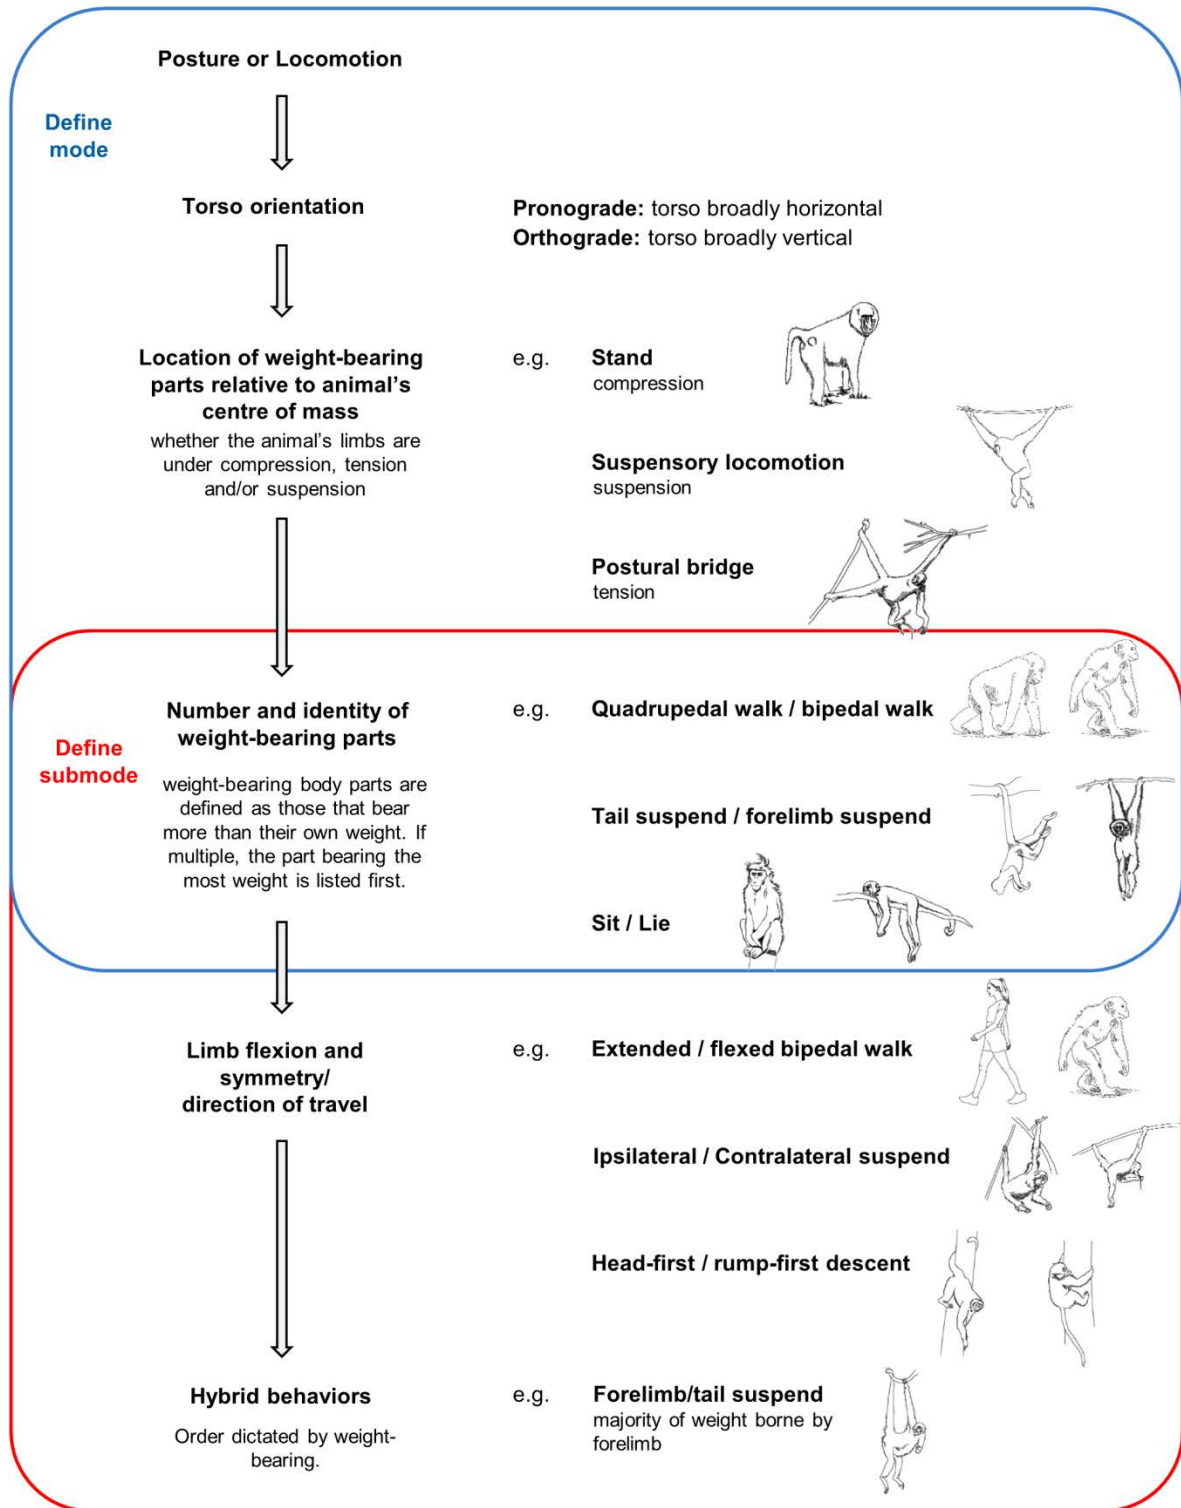 Posture or Locomotion
Define
mode
Torso orientation
Pronograde: torso broadly horizontal
Orthograde: torso broadly vertical
Location of weight-bearing
parts relative to animal's
centre of mass
whether the animal's limbs are
under compression, tension
and/or suspension
e.g.
Stand
compression
Suspensory locomotion
suspension
Postural bridge
tension
Define
submode
Number and identity of
weight-bearing parts
weight-bearing body parts are
defined as those that bear
more than their own weight. If
multiple, the part bearing the
most weight is listed first.
e.g.
Quadrupedal walk / bipedal walk
Tail suspend / forelimb suspend
Sit / Lie
Limb flexion and
symmetry/
direction of travel
e.g.
Extended / flexed bipedal walk
Ipsilateral / Contralateral suspend
Head-first / rump-first descent
Hybrid behaviors
Order dictated by weight-
bearing.
e.g.
Forelimb/tail suspend
majority of weight borne by
forelimb